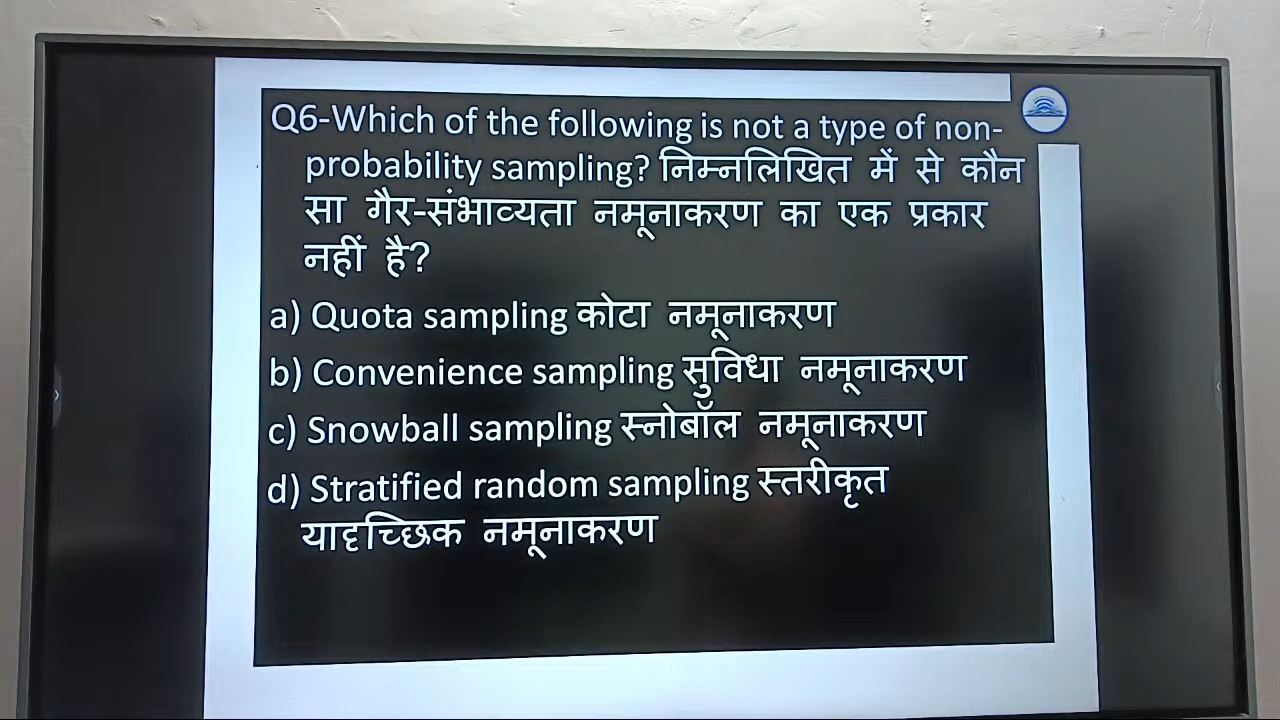 Q6-Which of the following is not a type of non-
probability sampling? निम्नलिखित में से कौन
सा गैर-संभाव्यता नमूनाकरण का एक प्रकार
नहीं है?
a) Quota sampling कोटा नमूनाकरण
b) Convenience sampling सुविधा नमूनाकरण
c) Snowball sampling स्नोबॉल नमूनाकरण
d) Stratified random sampling स्तरीकृत
यादृच्छिक नमूनाकरण